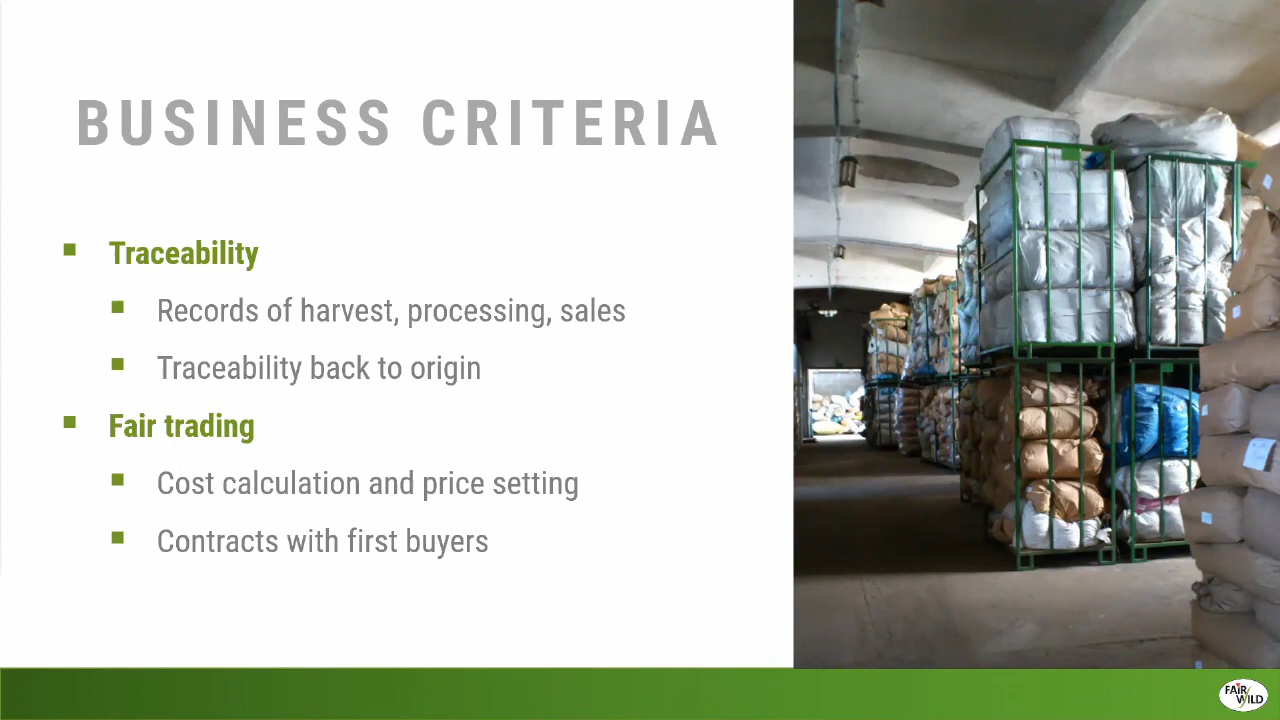 BUSINESS CRITERIA
Traceability
Records of harvest, processing, sales
Traceability back to origin
Fair trading
Cost calculation and price setting
Contracts with first buyers
FAIR
WILD